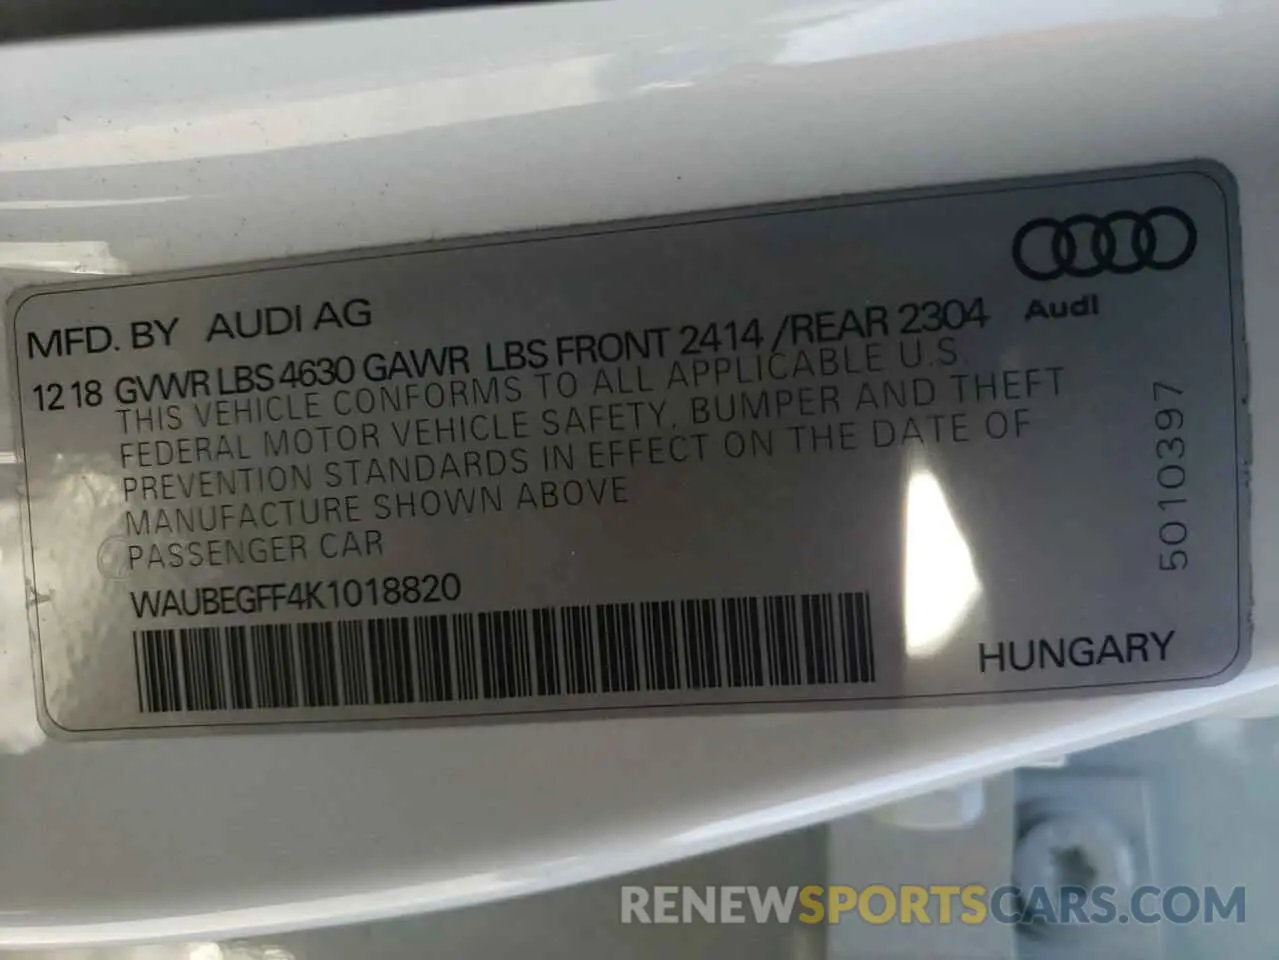 MFD. BY AUDI AG
Audi
12 18 GVWR LBS 4630 GAWR LBS FRONT 2414 /REAR 2304
THIS VEHICLE CONFORMS TO ALL APPLICABLE U.S.
FEDERAL MOTOR VEHICLE SAFETY, BUMPER AND THEFT
PREVENTION STANDARDS IN EFFECT ON THE DATE OF
MANUFACTURE SHOWN ABOVE
PASSENGER CAR
WAUBEGFF4K1018820
HUNGARY
5010397
RENEWSPORTSCARS.COM